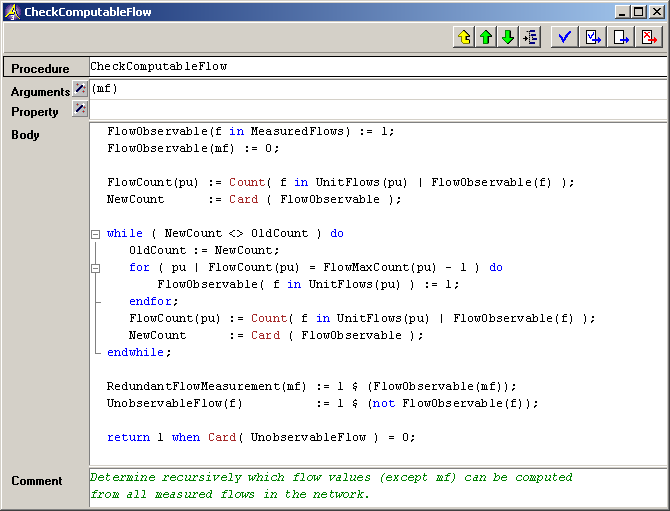 CheckComputableFlow
Procedure CheckComputableFlow
Arguments (mf)
Property
Body
FlowObservable(f in MeasuredFlows) := 1;
FlowObservable(mf) := 0;
FlowCount(pu) := Count( f in UnitFlows(pu) | FlowObservable(f) );
NewCount := Card ( FlowObservable );
while ( NewCount <> OldCount ) do
OldCount := NewCount;
for ( pu | FlowCount(pu) = FlowMaxCount(pu) - 1 ) do
FlowObservable( f in UnitFlows(pu) ) := 1;
endfor;
FlowCount(pu) := Count( f in UnitFlows(pu) | FlowObservable(f) );
NewCount := Card ( FlowObservable );
endwhile;
RedundantFlowMeasurement(mf) := 1 $ (FlowObservable(mf));
UnobservableFlow(f) := 1 $ (not FlowObservable(f));
return 1 when Card( UnobservableFlow ) = 0;
Comment Determine recursively which flow values (except mf) can be computed
from all measured flows in the network.